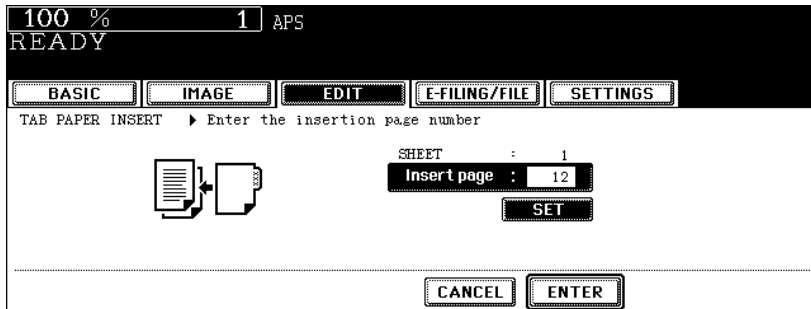 100 % 1 APS
READY
BASIC IMAGE EDIT E-FILING/FILE SETTINGS
TAB PAPER INSERT ▶ Enter the insertion page number
SHEET : 1
Insert page : 12
SET
CANCEL ENTER